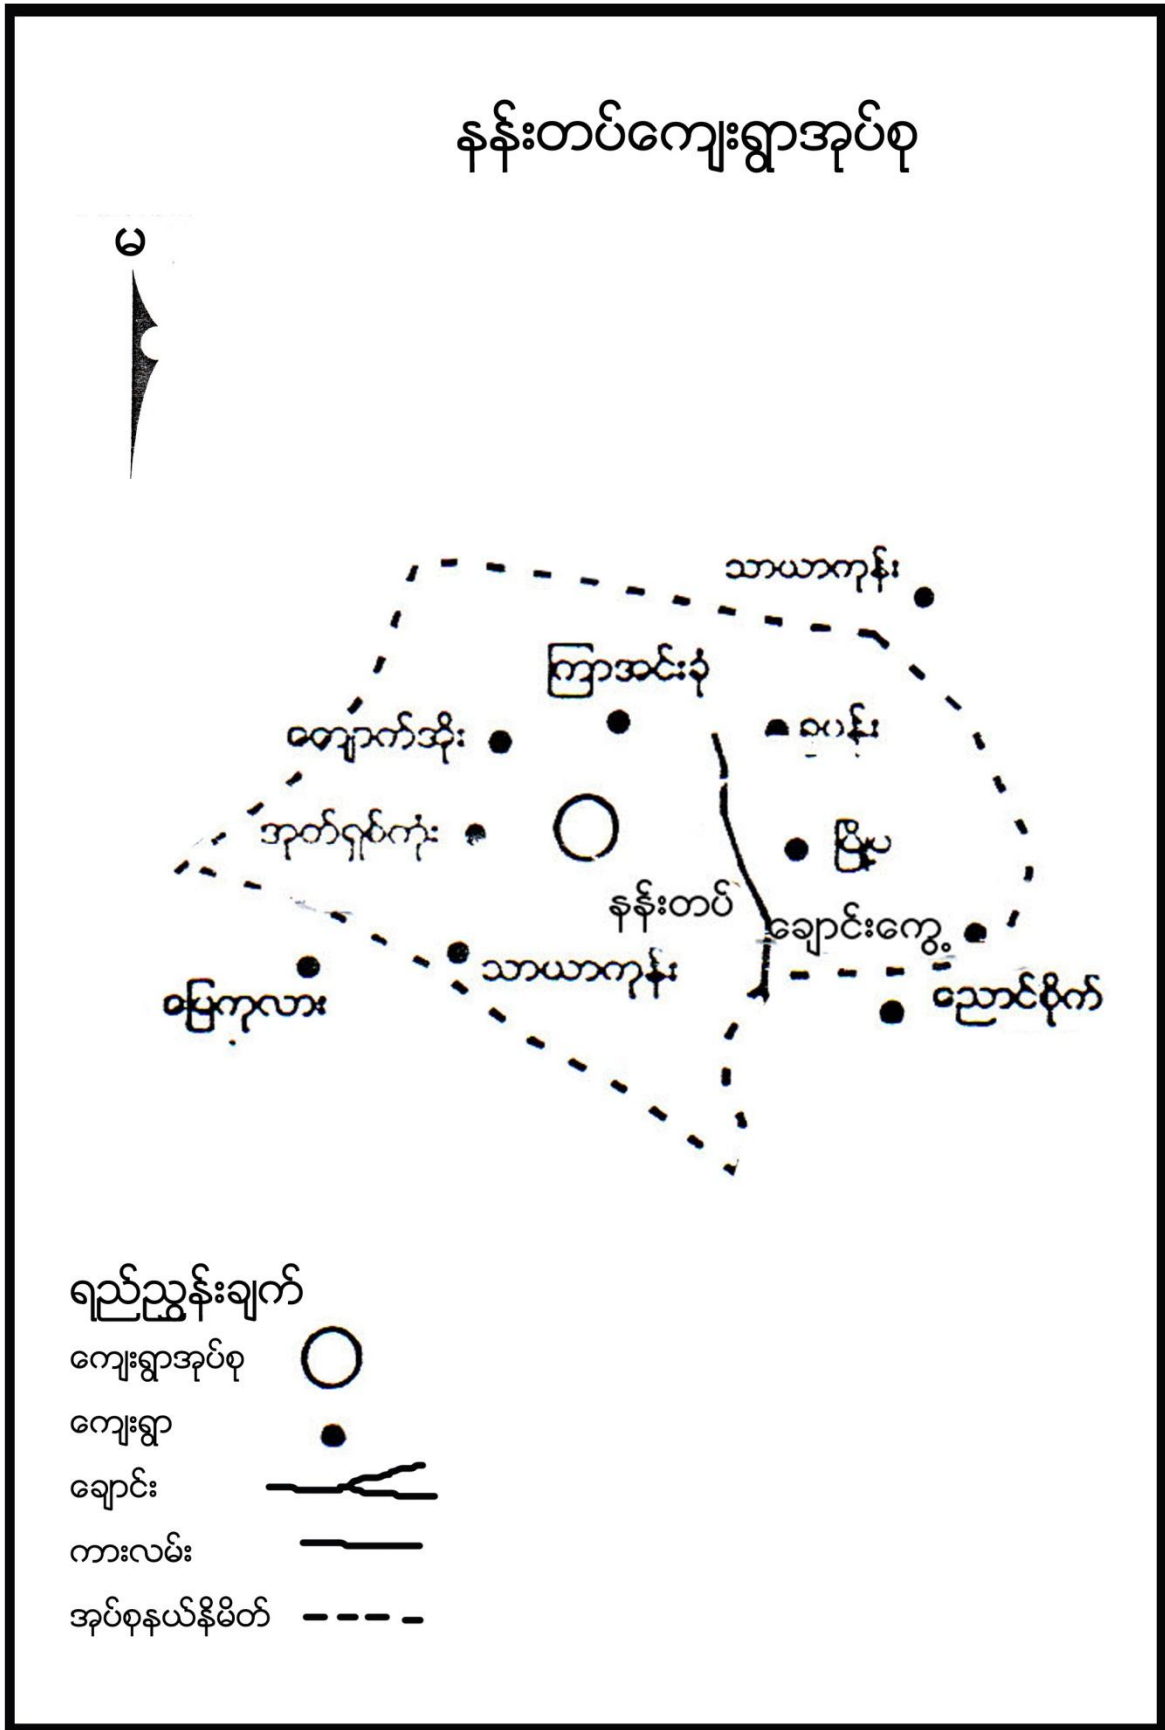 နန်းတပ်ကျေးရွာအုပ်စု
မ
သာယာကုန်း
ကြာအင်းခုံ
ကျောက်အိုး
ဥပန်း
အုတ်ရှစ်ကုံး
ပြိုပ
နန်းတပ်
ချောင်းကွေ့
သာယာကုန်း
မြေကုလား
ညောင်စိုက်
ရည်ညွှန်းချက်
ကျေးရွာအုပ်စု
ကျေးရွာ
ချောင်း
ကားလမ်း
အုပ်စုနယ်နိမိတ်